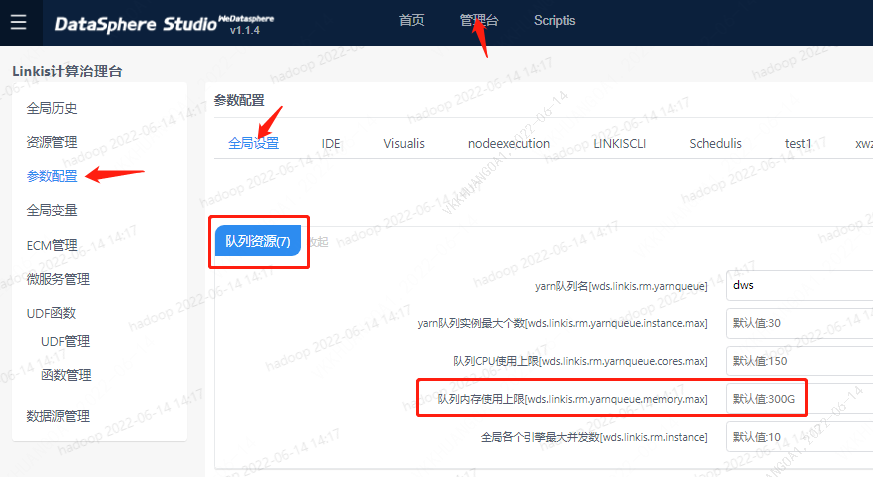 DataSphere Studio WeDatasphere v1.1.4
首页 管理台 Scriptis
Linkis计算治理台
全局历史
资源管理
参数配置
全局变量
ECM管理
微服务管理
UDF函数
UDF管理
函数管理
数据源管理
参数配置
全局设置 IDE Visualis nodeexecution LINKISCLI Schedulis test1 xwz
队列资源(7) 收起
yarn队列名[wds.linkis.rm.yarnqueue] dws
yarn队列实例最大个数[wds.linkis.rm.yarnqueue.instance.max] 默认值:30
队列CPU使用上限[wds.linkis.rm.yarnqueue.cores.max] 默认值:150
队列内存使用上限[wds.linkis.rm.yarnqueue.memory.max] 默认值:300G
全局各个引擎最大并发数[wds.linkis.rm.instance] 默认值:10
hadoop 2022-06-14 14:17